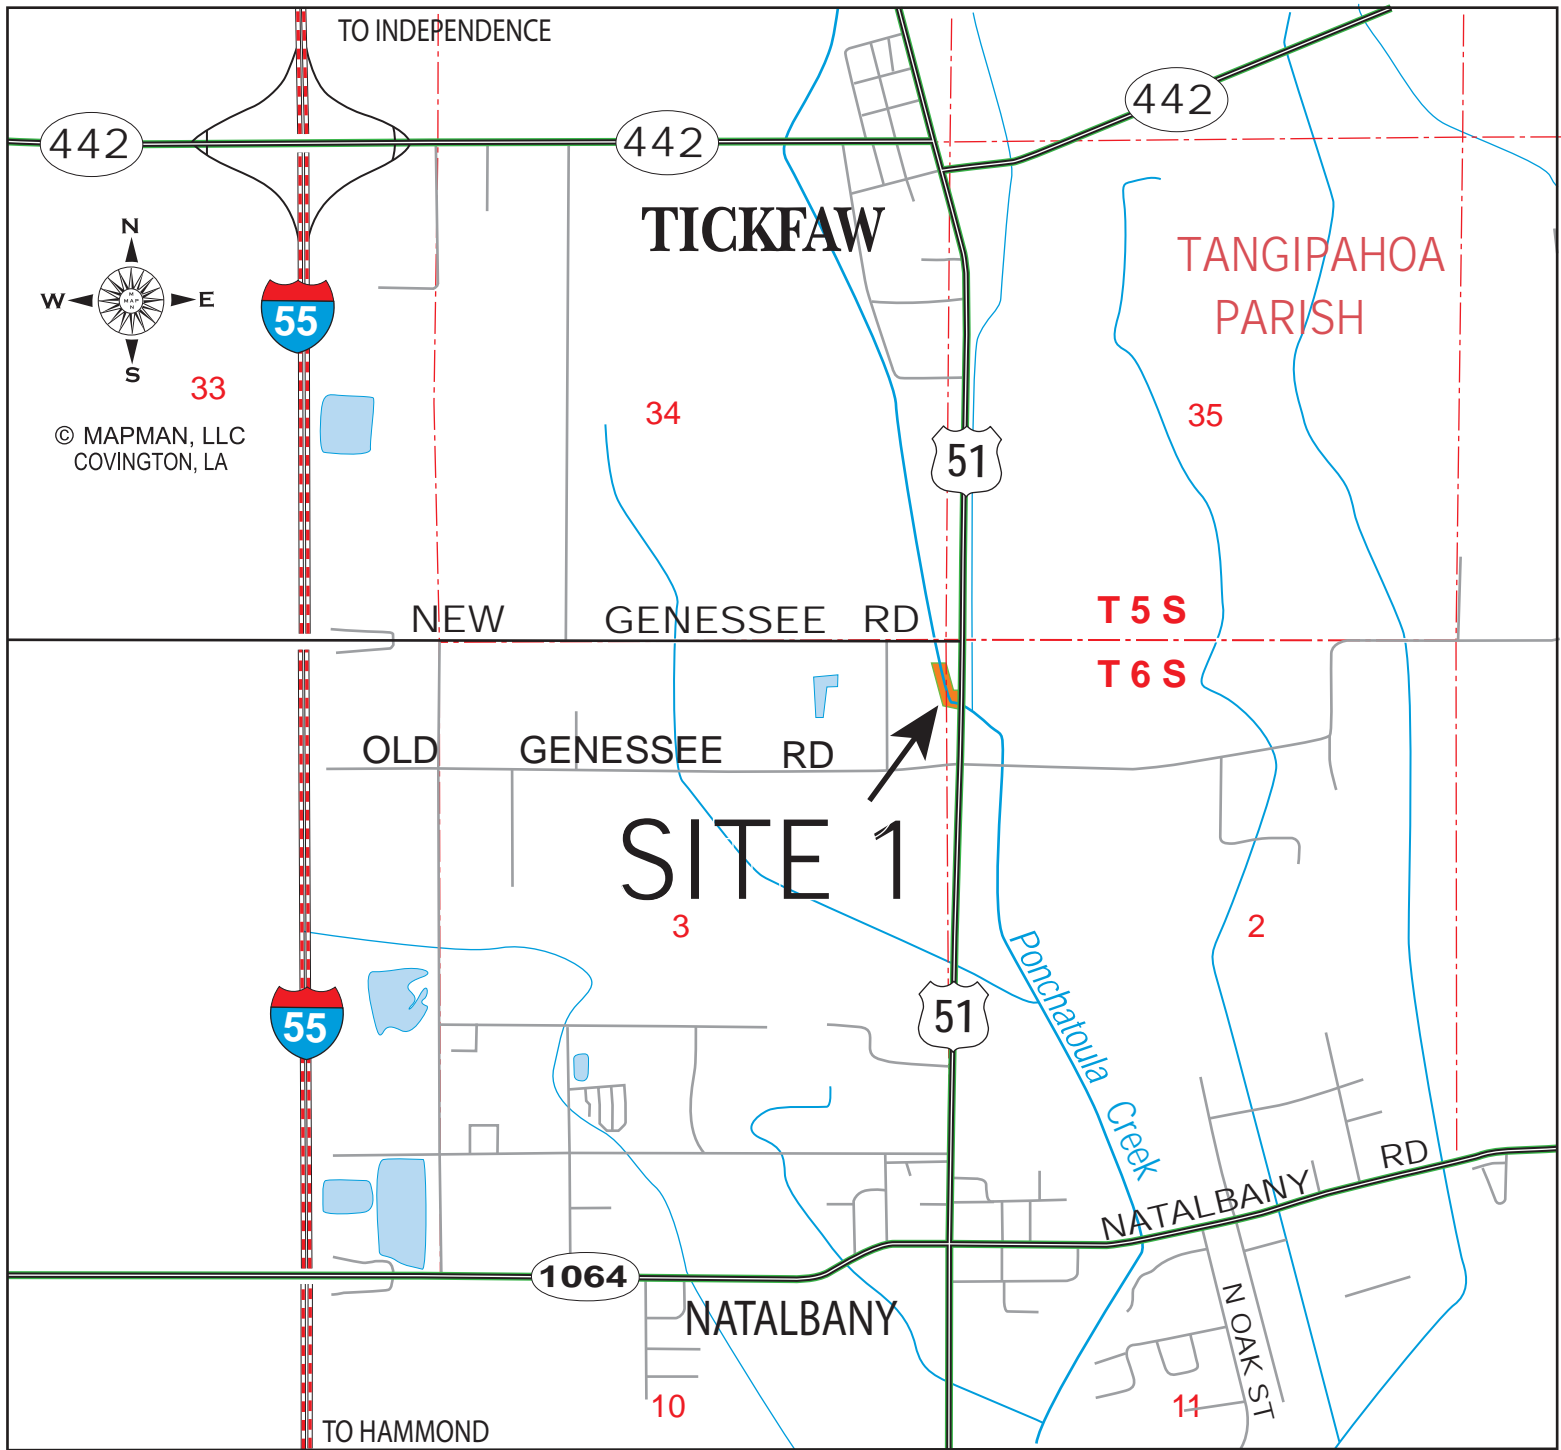 TO INDEPENDENCE
442
442
442
TICKFAW
TANGIPAHOA
PARISH
N
W
E
S
M
MAP
N
55
33
34
35
© MAPMAN, LLC
COVINGTON, LA
51
NEW GENESSEE RD
T 5 S
T 6 S
OLD GENESSEE RD
SITE 1
3
2
Ponchatoula Creek
55
51
NATALBANY RD
1064
NATALBANY
N OAK ST
10
11
TO HAMMOND